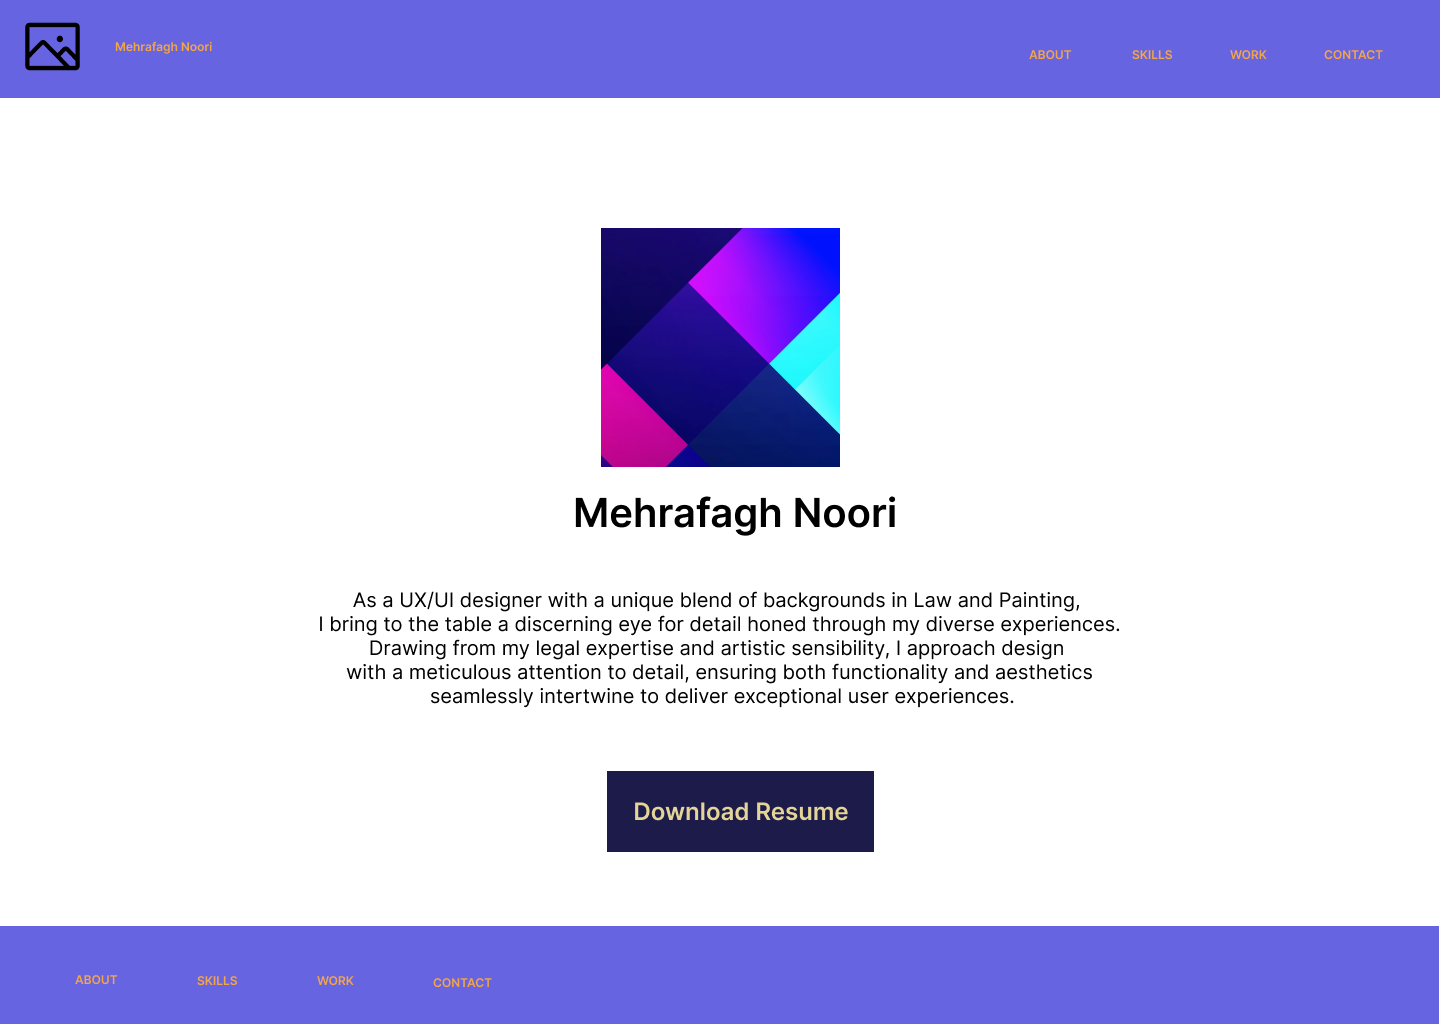 Mehrafagh Noori
ABOUT SKILLS WORK CONTACT
Mehrafagh Noori
As a UX/UI designer with a unique blend of backgrounds in Law and Painting,
I bring to the table a discerning eye for detail honed through my diverse experiences.
Drawing from my legal expertise and artistic sensibility, I approach design
with a meticulous attention to detail, ensuring both functionality and aesthetics
seamlessly intertwine to deliver exceptional user experiences.
Download Resume
ABOUT SKILLS WORK CONTACT